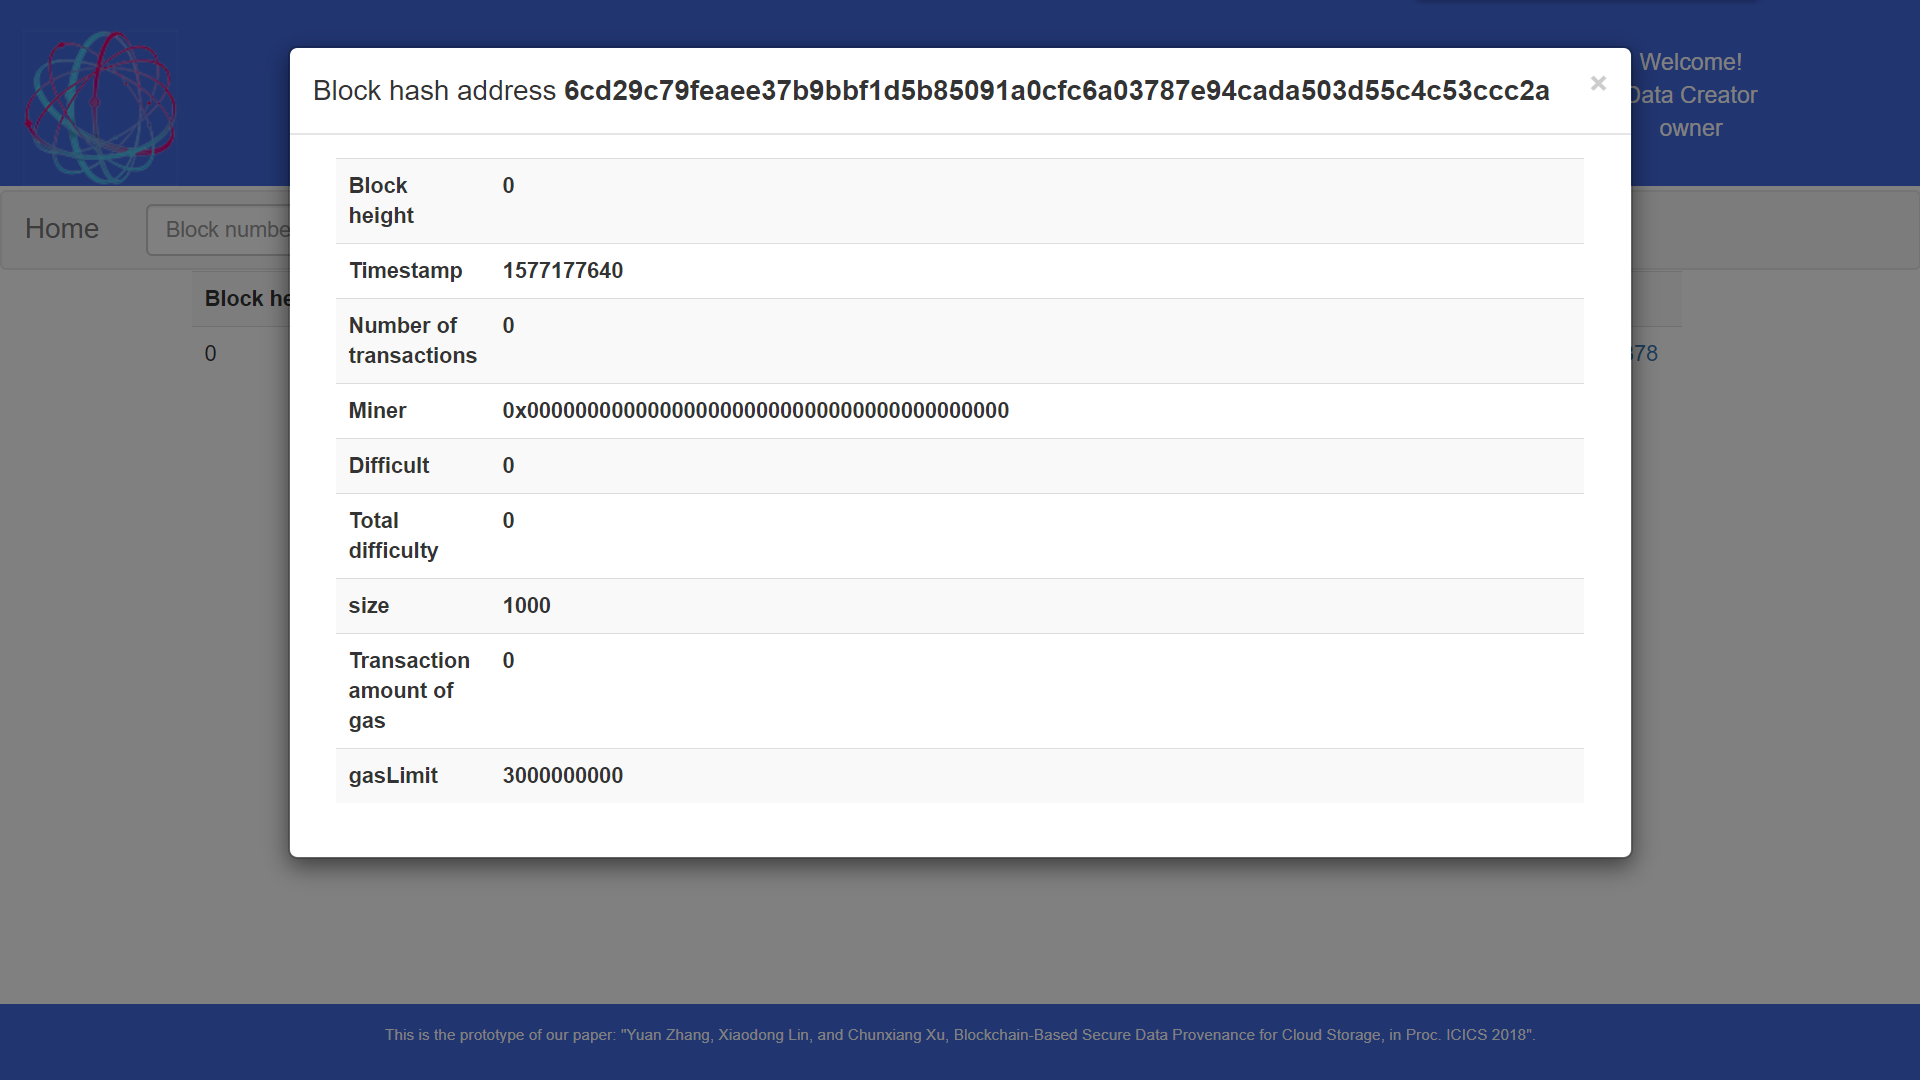 Welcome!
Data Creator
owner
Block hash address 6cd29c79feaee37b9bbf1d5b85091a0cfc6a03787e94cada503d55c4c53ccc2a
×
Home
Block numbe
Block he
0
378
Block
height
0
Timestamp
1577177640
Number of
transactions
0
Miner
0x0000000000000000000000000000000000000000
Difficult
0
Total
difficulty
0
size
1000
Transaction
amount of
gas
0
gasLimit
3000000000
This is the prototype of our paper: "Yuan Zhang, Xiaodong Lin, and Chunxiang Xu, Blockchain-Based Secure Data Provenance for Cloud Storage, in Proc. ICICS 2018".